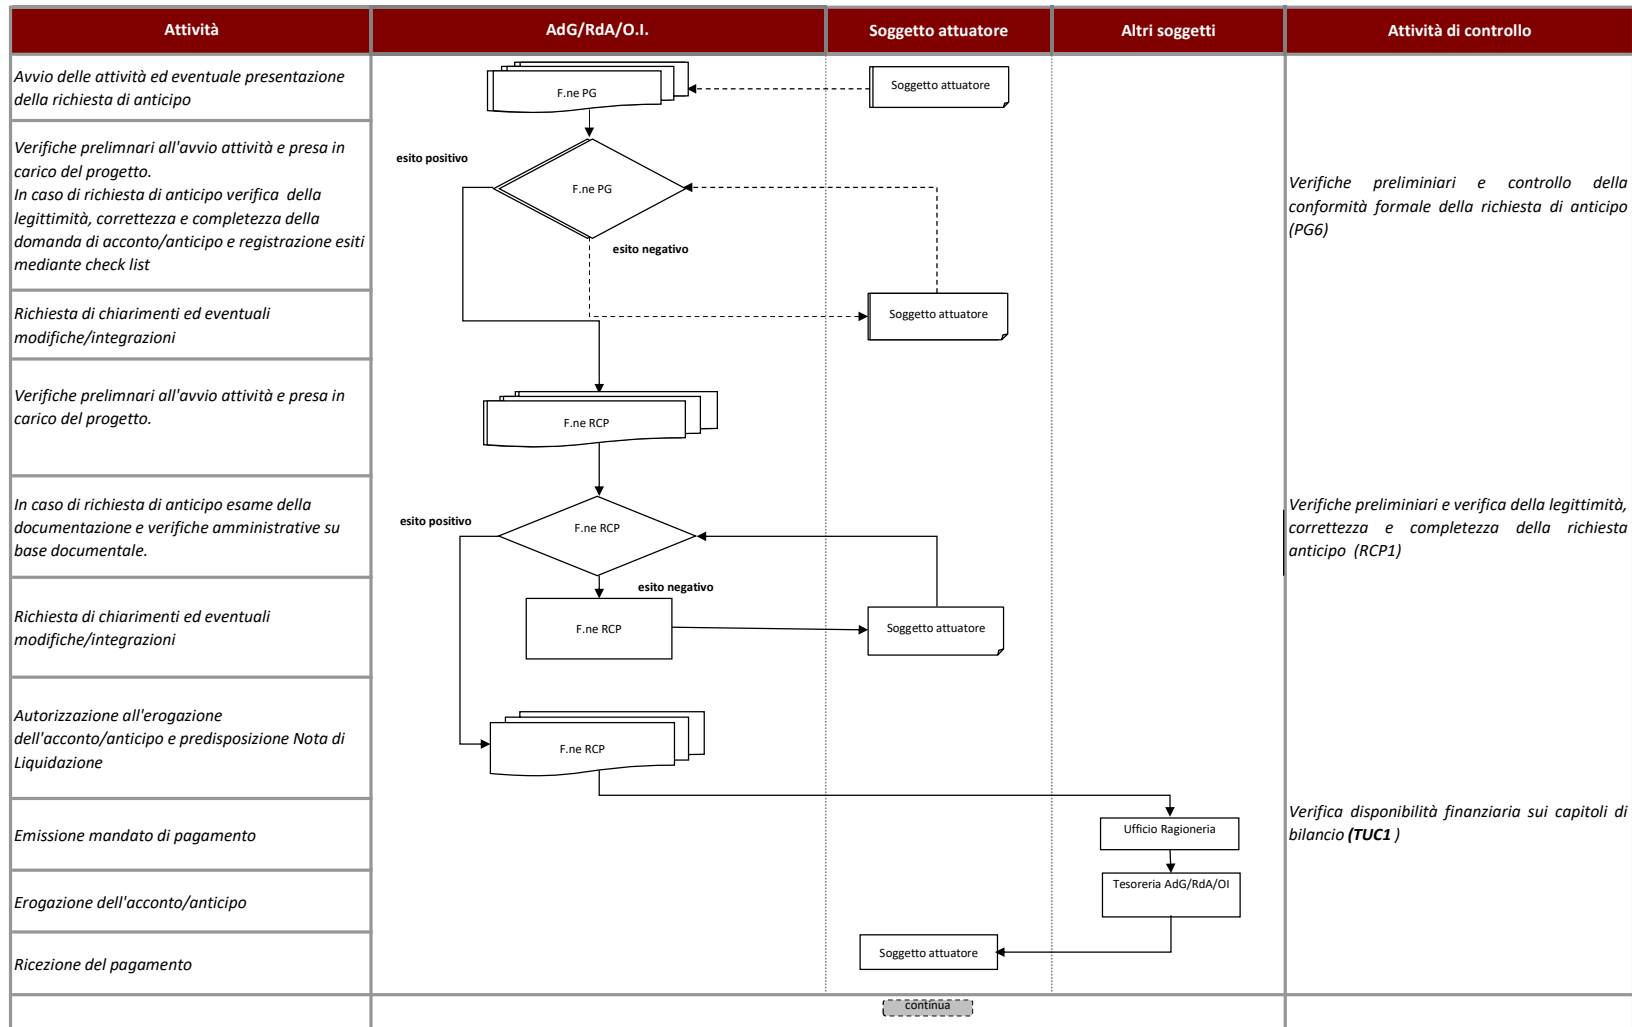 Attività
AdG/RdA/O.I.
Soggetto attuatore
Altri soggetti
Attività di controllo
Avvio delle attività ed eventuale presentazione
della richiesta di anticipo
F.ne PG
Soggetto attuatore
Verifiche prelimnari all'avvio attività e presa in
carico del progetto.
In caso di richiesta di anticipo verifica della
legittimità, correttezza e completezza della
domanda di acconto/anticipo e registrazione esiti
mediante check list
esito positivo
F.ne PG
esito negativo
Verifiche preliminiari e controllo della
conformità formale della richiesta di anticipo
(PG6)
Richiesta di chiarimenti ed eventuali
modifiche/integrazioni
Soggetto attuatore
Verifiche prelimnari all'avvio attività e presa in
carico del progetto.
F.ne RCP
In caso di richiesta di anticipo esame della
documentazione e verifiche amministrative su
base documentale.
esito positivo
F.ne RCP
esito negativo
Verifiche preliminiari e verifica della legittimità,
correttezza e completezza della richiesta
anticipo (RCP1)
Richiesta di chiarimenti ed eventuali
modifiche/integrazioni
F.ne RCP
Soggetto attuatore
Autorizzazione all'erogazione
dell'acconto/anticipo e predisposizione Nota di
Liquidazione
F.ne RCP
Emissione mandato di pagamento
Ufficio Ragioneria
Verifica disponibilità finanziaria sui capitoli di
bilancio (TUC1 )
Erogazione dell'acconto/anticipo
Tesoreria AdG/RdA/OI
Ricezione del pagamento
Soggetto attuatore
continua